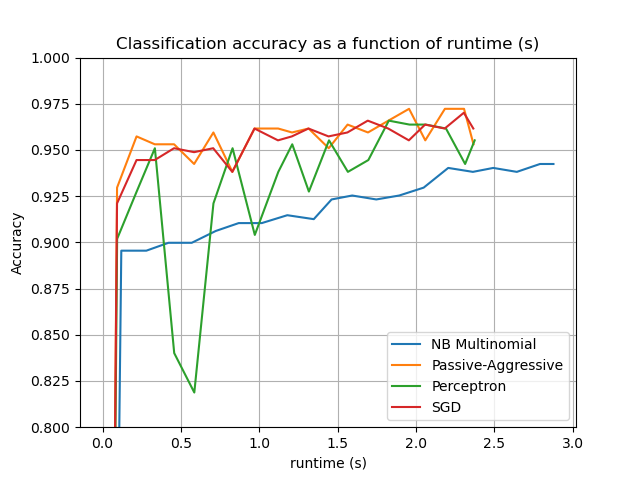 Classification accuracy as a function of runtime (s)
1.000
0.975
0.950
0.925
0.900
0.875
0.850
0.825
0.800
Accuracy
NB Multinomial
Passive-Aggressive
Perceptron
SGD
0.0 0.5 1.0 1.5 2.0 2.5 3.0
runtime (s)